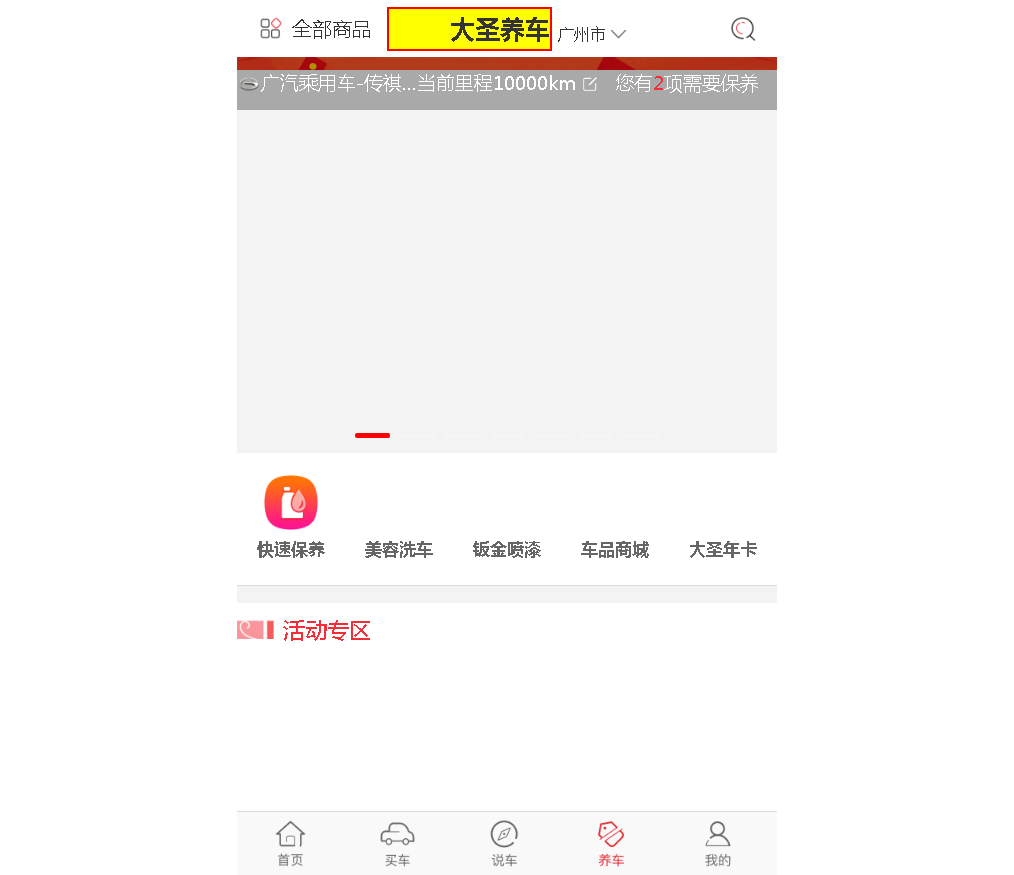 全部商品 大圣养车 广州市
广汽乘用车-传祺...当前里程10000km 您有2项需要保养
快速保养 美容洗车 钣金喷漆 车品商城 大圣年卡
活动专区
首页 买车 说车 养车 我的